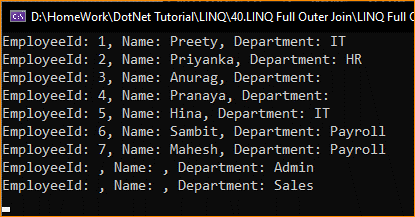 D:\HomeWork\DotNet Tutorial\LINQ\40.LINQ Full Outer Join\LINQ Full O
EmployeeId: 1, Name: Preety, Department: IT
EmployeeId: 2, Name: Priyanka, Department: HR
EmployeeId: 3, Name: Anurag, Department:
EmployeeId: 4, Name: Pranaya, Department:
EmployeeId: 5, Name: Hina, Department: IT
EmployeeId: 6, Name: Sambit, Department: Payroll
EmployeeId: 7, Name: Mahesh, Department: Payroll
EmployeeId: , Name: , Department: Admin
EmployeeId: , Name: , Department: Sales